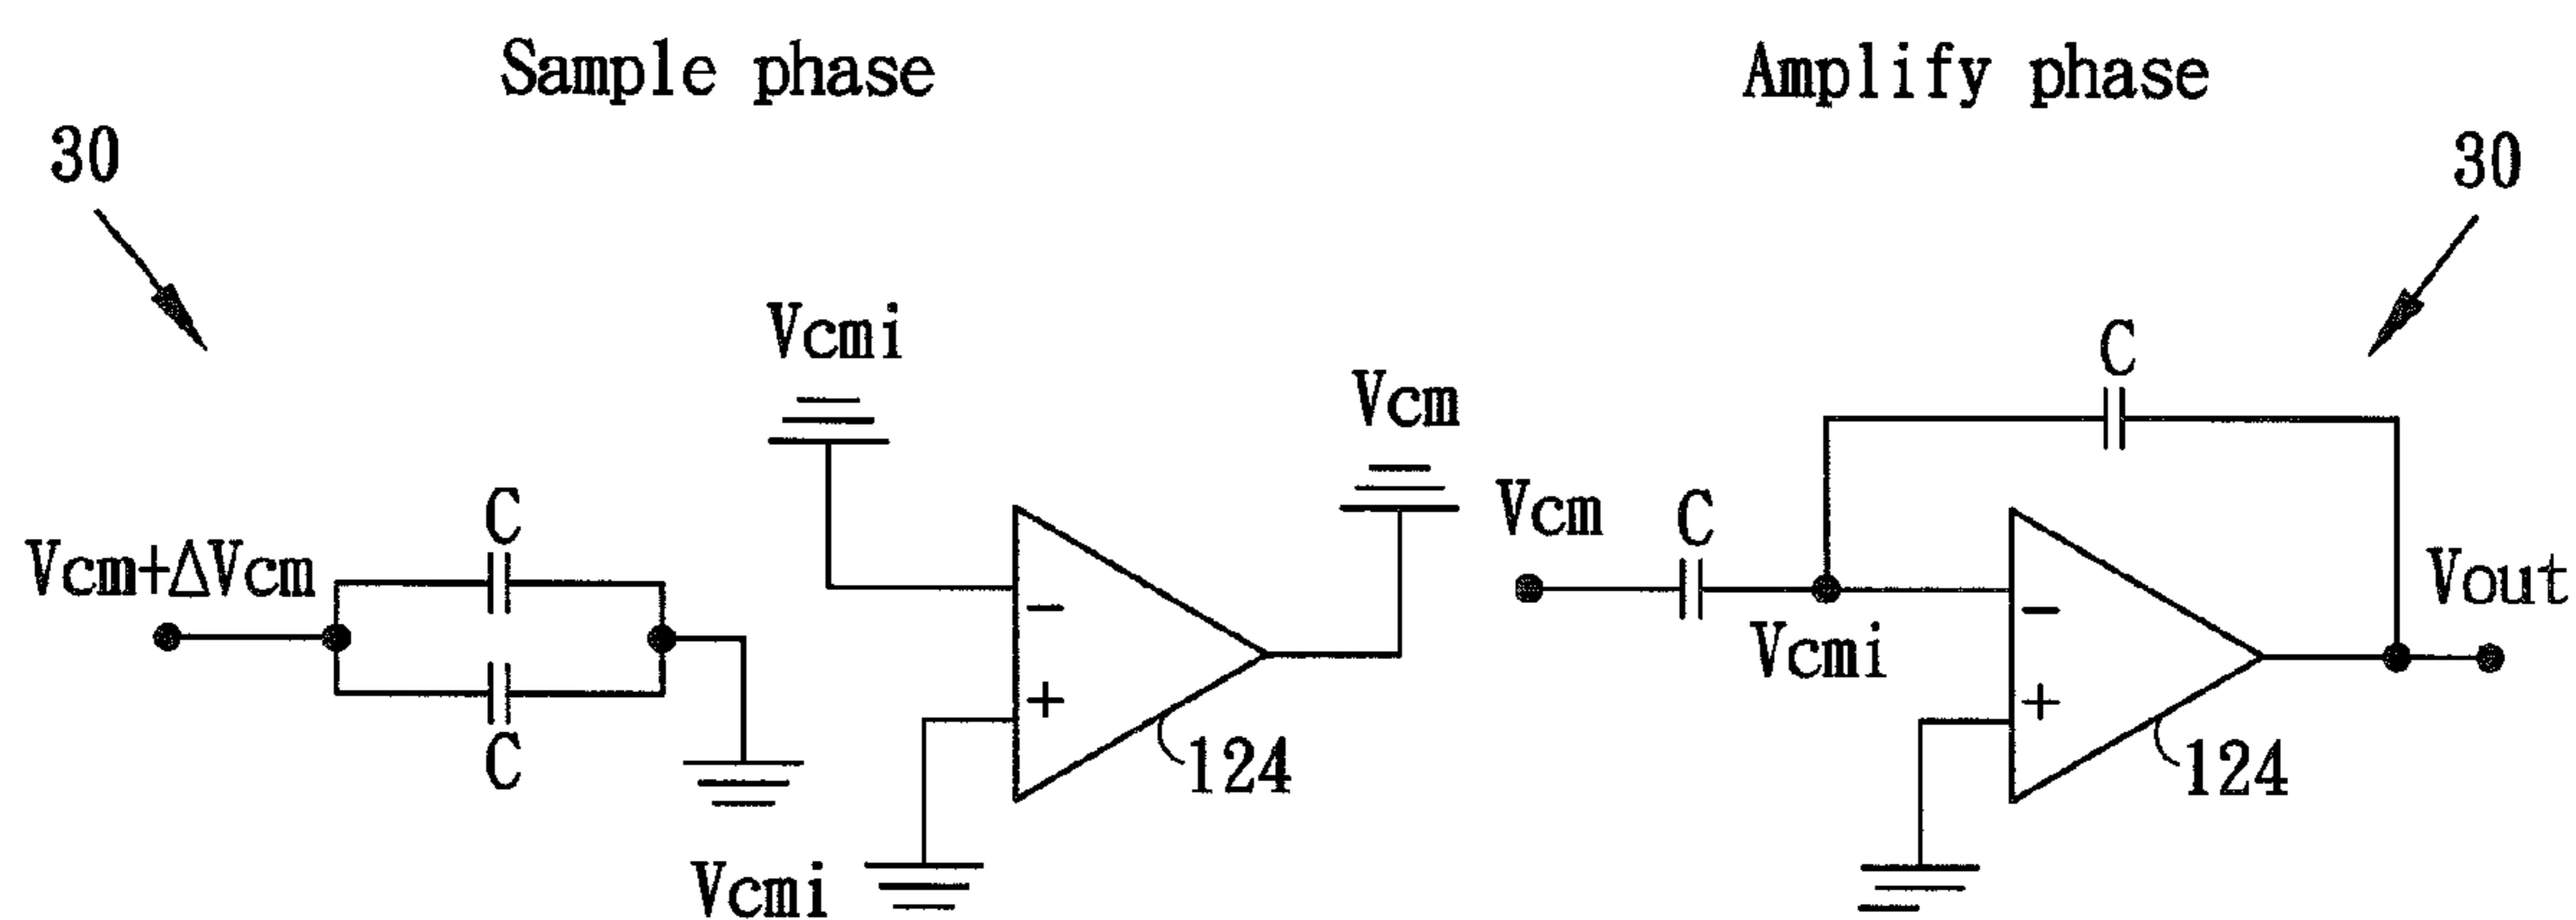 Sample phase
Amplify phase
30
30
Vcmi
Vcm
C
Vcm
C
C
Vcm+ΔVcm
−
−
Vout
Vcmi
+
+
C
124
124
Vcmi